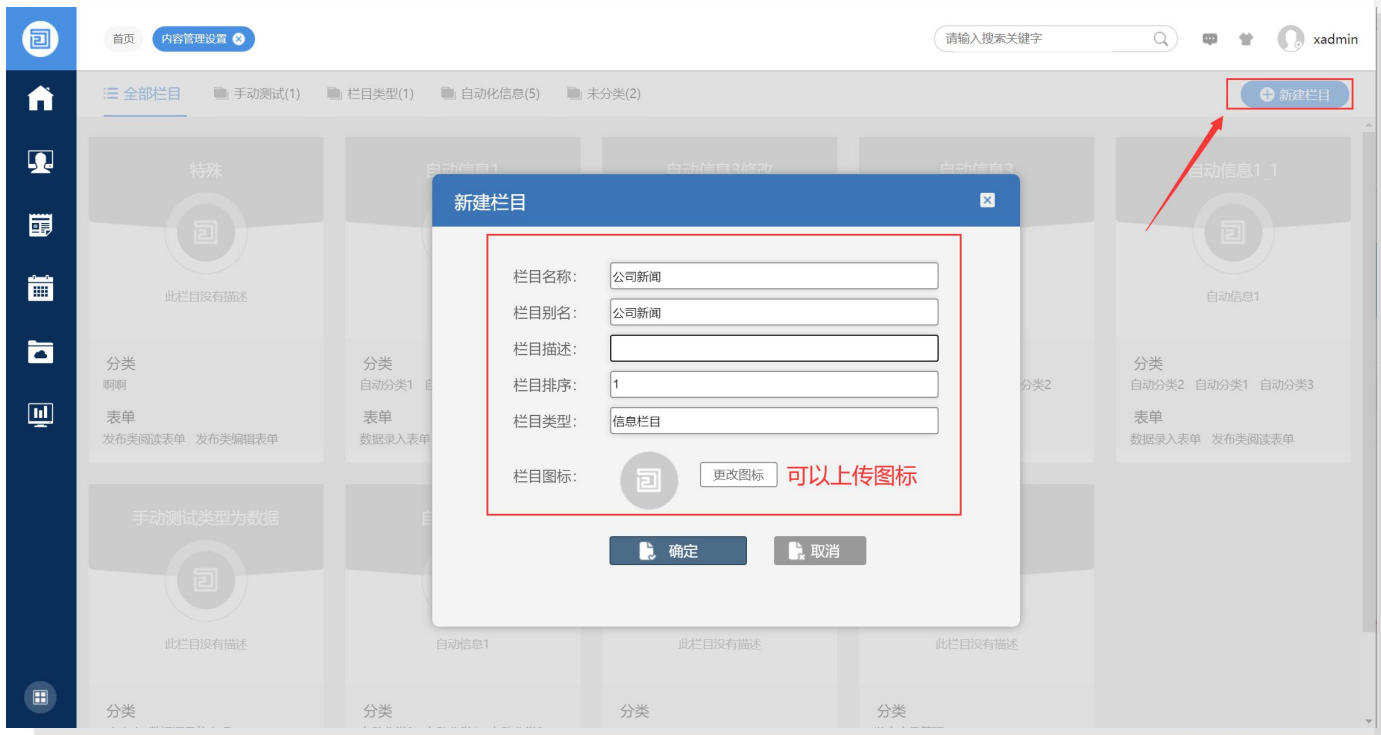 首页 内容管理设置 请输入搜索关键字 xadmin
全部栏目 手动测试(1) 栏目类型(1) 自动化信息(5) 未分类(2) 新建栏目
特殊 自动信息1 自动信息3修改 自动信息3 自动信息1_1
新建栏目
栏目名称： 公司新闻
栏目别名： 公司新闻
此栏目没有描述 自动信息1
栏目描述：
栏目排序： 1
栏目类型： 信息栏目
栏目图标： 更改图标 可以上传图标
确定 取消
分类 分类 分类
啊啊 自动分类1 分类2 自动分类2 自动分类1 自动分类3
表单 表单 表单
发布类阅读表单 发布类编辑表单 数据录入表单 数据录入表单 发布类阅读表单
手动测试类型为数据
此栏目没有描述 自动信息1 此栏目没有描述 此栏目没有描述
分类 分类 分类 分类